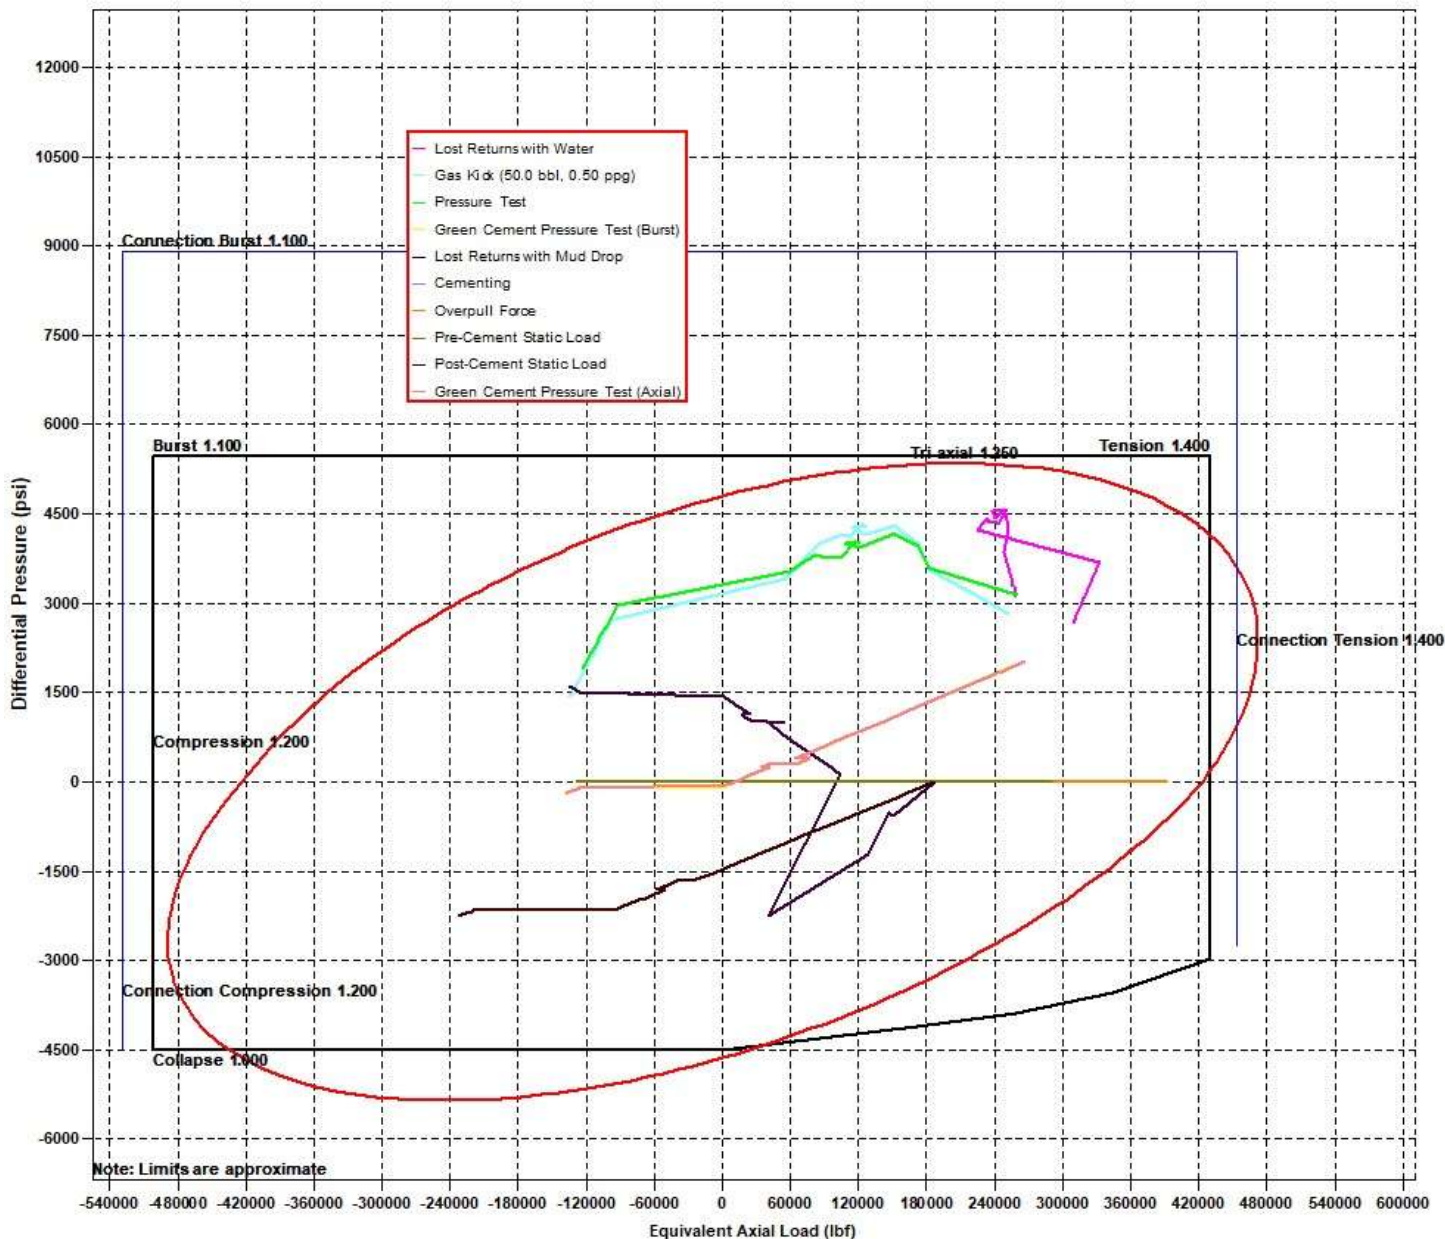 12000
10500
9000
7500
6000
4500
3000
1500
0
-1500
-3000
-4500
-6000
Differential Pressure (psi)
Lost Returns with Water
Gas Kick (50.0 bbl, 0.50 ppg)
Pressure Test
Green Cement Pressure Test (Burst)
Lost Returns with Mud Drop
Cementing
Overpull Force
Pre-Cement Static Load
Post-Cement Static Load
Green Cement Pressure Test (Axial)
Connection Burst 1.100
Burst 1.100
Tri axial 1.250
Tension 1.400
Connection Tension 1.400
Compression 1.200
Connection Compression 1.200
Collapse 1.000
Note: Limits are approximate
-540000 -480000 -420000 -360000 -300000 -240000 -180000 -120000 -60000 0 60000 120000 180000 240000 300000 360000 420000 480000 540000 600000
Equivalent Axial Load (lbf)